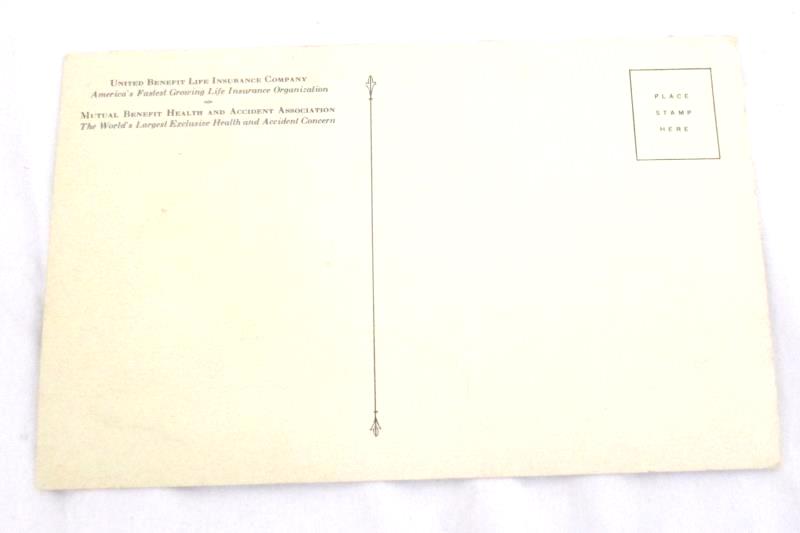 United Benefit Life Insurance Company
America's Fastest Growing Life Insurance Organization
Mutual Benefit Health and Accident Association
The World's Largest Exclusive Health and Accident Concern
PLACE
STAMP
HERE